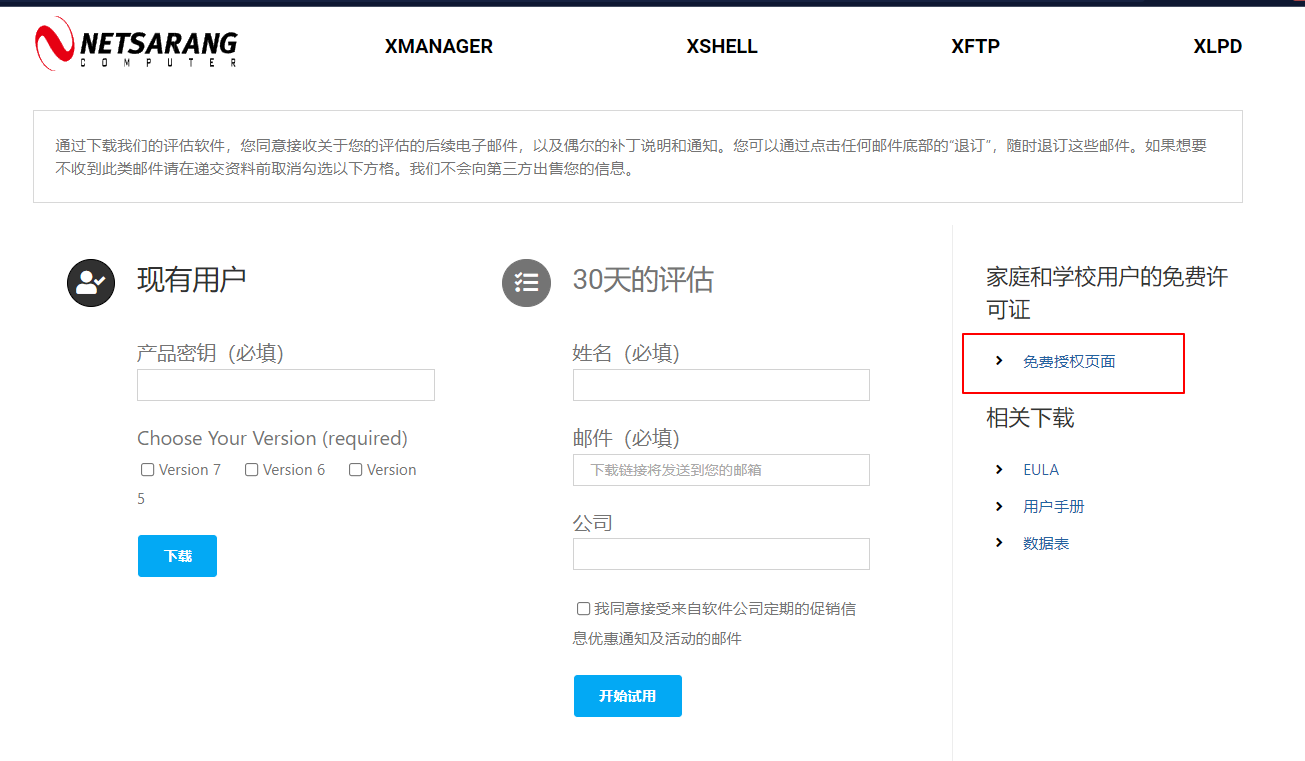 NETSARANG
COMPUTER
XMANAGER
XSHELL
XFTP
XLPD
通过下载我们的评估软件，您同意接收关于您的评估的后续电子邮件，以及偶尔的补丁说明和通知。您可以通过点击任何邮件底部的“退订”，随时退订这些邮件。如果想要
不收到此类邮件请在递交资料前取消勾选以下方格。我们不会向第三方出售您的信息。
现有用户
产品密钥（必填）
Choose Your Version (required)
Version 7 Version 6 Version
5
下载
30天的评估
姓名（必填）
邮件（必填）
下载链接将发送到您的邮箱
公司
我同意接受来自软件公司定期的促销信
息优惠通知及活动的邮件
开始试用
家庭和学校用户的免费许
可证
免费授权页面
相关下载
EULA
用户手册
数据表